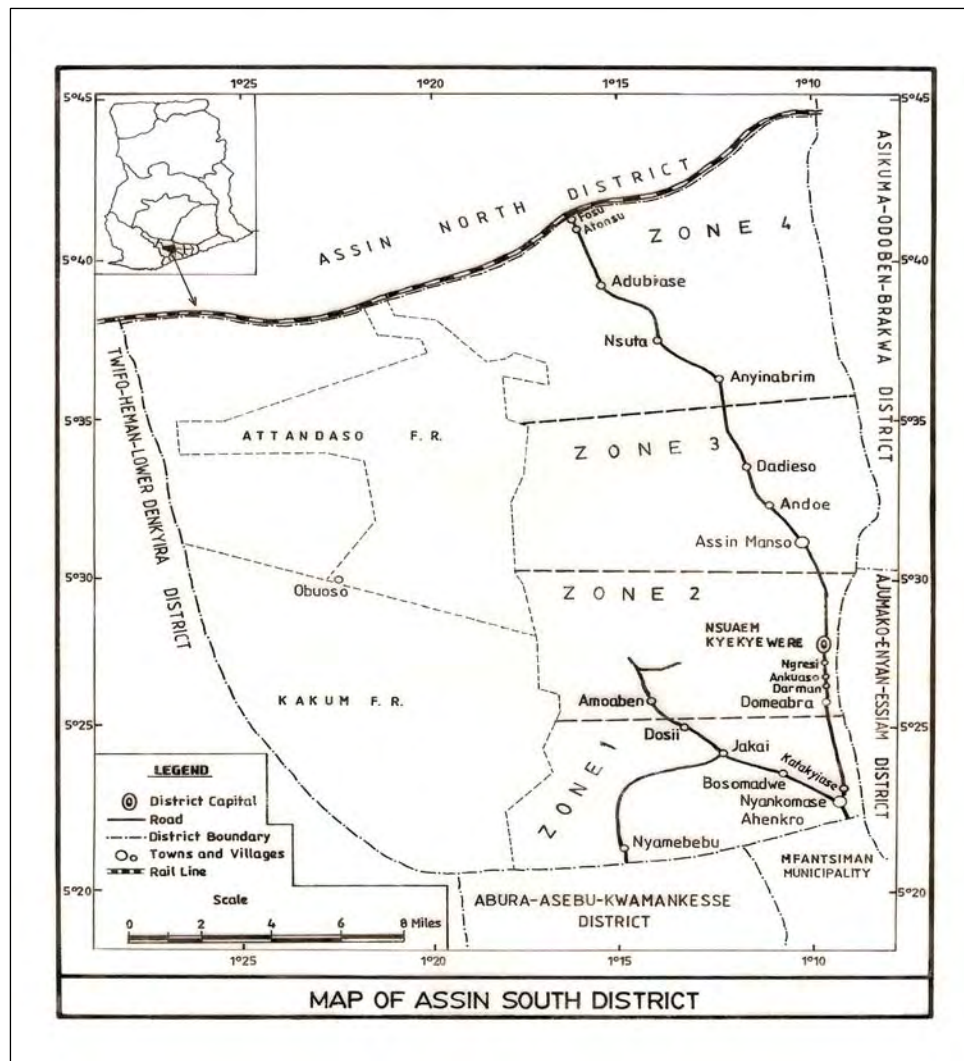 1°25
1°20
1°15
1°10
5°45
5°45
ASSIN NORTH DISTRICT
ASIKUMA-ODOBEN-BRAKWA DISTRICT
Fosu
Atonsu
ZONE 4
5°40
5°40
Adubiase
Nsuta
Anyinabrim
TWIFO-HEMAN-LOWER DENKYIRA DISTRICT
5°35
5°35
ATTANDASO F. R.
ZONE 3
Dadieso
Andoe
Assin Manso
5°30
5°30
Obuoso
ZONE 2
AJUMAKO-ENYAN-ESSIAM DISTRICT
NSUAEM
KYEKYEWERE
Ngresi
Ankuaso
Darmun
Domeabra
KAKUM F. R.
Amoaben
5°25
5°25
Dosii
Jakai
ZONE 1
Katakyiase
Bosomadwe
Nyankomase
Ahenkro
Nyamebebu
LEGEND
District Capital
Road
District Boundary
Towns and Villages
Rail Line
Scale
0 2 4 6 8 Miles
MFANTSIMAN
MUNICIPALITY
5°20
5°20
ABURA-ASEBU-KWAMANKESSE
DISTRICT
1°25
1°20
1°15
1°10
MAP OF ASSIN SOUTH DISTRICT